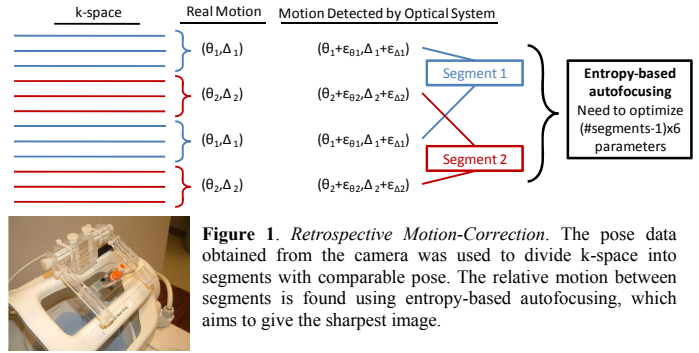 k-space Real Motion Motion Detected by Optical System
(θ₁,Δ₁) (θ₁+εθ₁,Δ₁+εΔ₁)
Segment 1
(θ₂,Δ₂) (θ₂+εθ₂,Δ₂+εΔ₂)
(θ₁,Δ₁) (θ₁+εθ₁,Δ₁+εΔ₁)
Segment 2
(θ₂,Δ₂) (θ₂+εθ₂,Δ₂+εΔ₂)
Entropy-based
autofocusing
Need to optimize
(#segments-1)x6
parameters
Figure 1. Retrospective Motion-Correction. The pose data
obtained from the camera was used to divide k-space into
segments with comparable pose. The relative motion between
segments is found using entropy-based autofocusing, which
aims to give the sharpest image.